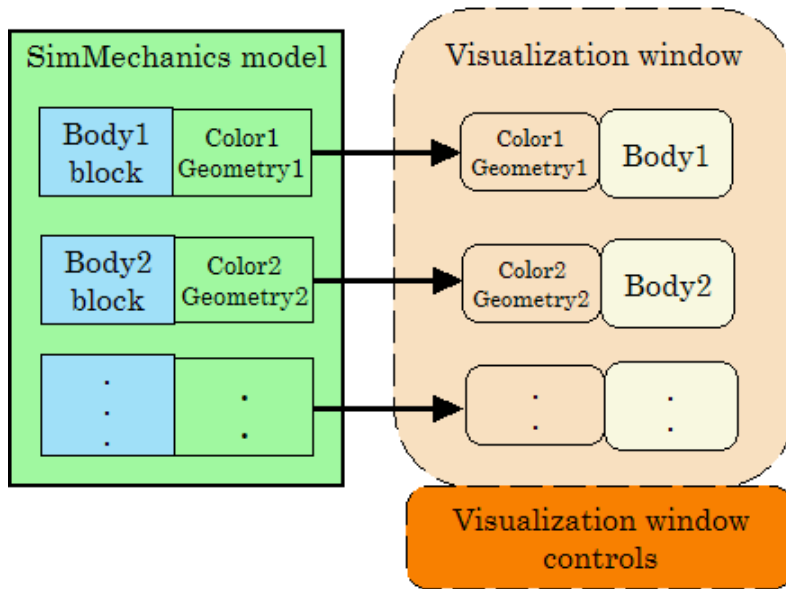 SimMechanics model
Body1
block
Color1
Geometry1
Body2
block
Color2
Geometry2
.
.
.
.
.
Visualization window
Color1
Geometry1
Body1
Color2
Geometry2
Body2
.
.
.
.
Visualization window
controls